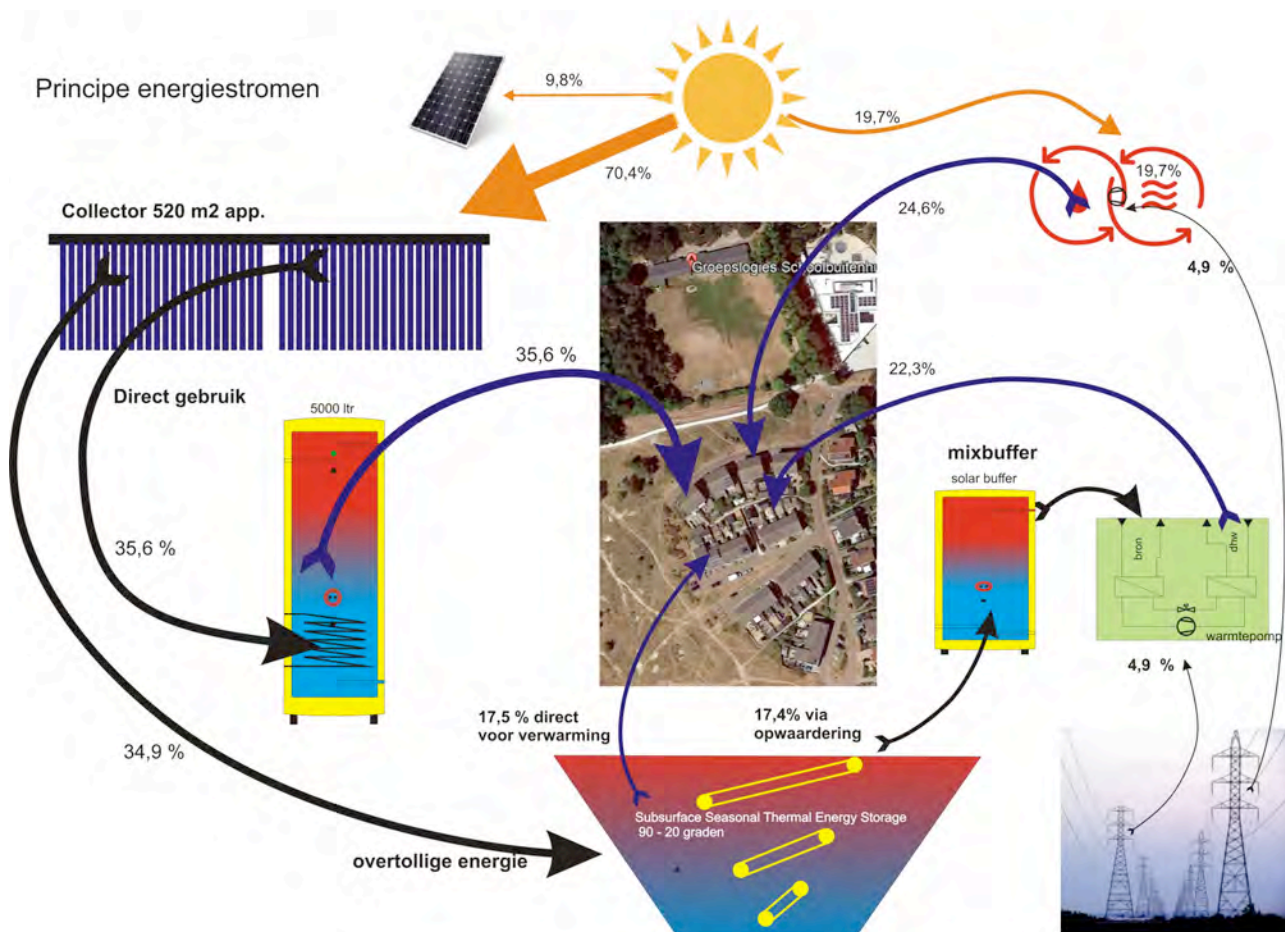 Principe energiestromen
9,8%
19,7%
70,4%
19,7%
Collector 520 m2 app.
24,6%
4,9 %
Groepslogies Schoolbuitenhu
35,6 %
22,3%
Direct gebruik
5000 ltr
mixbuffer
solar buffer
bron
dhw
35,6 %
warmtepomp
4,9 %
17,5 % direct
voor verwarming
17,4% via
opwaardering
34,9 %
Subsurface Seasonal Thermal Energy Storage
90 - 20 graden
overtollige energie